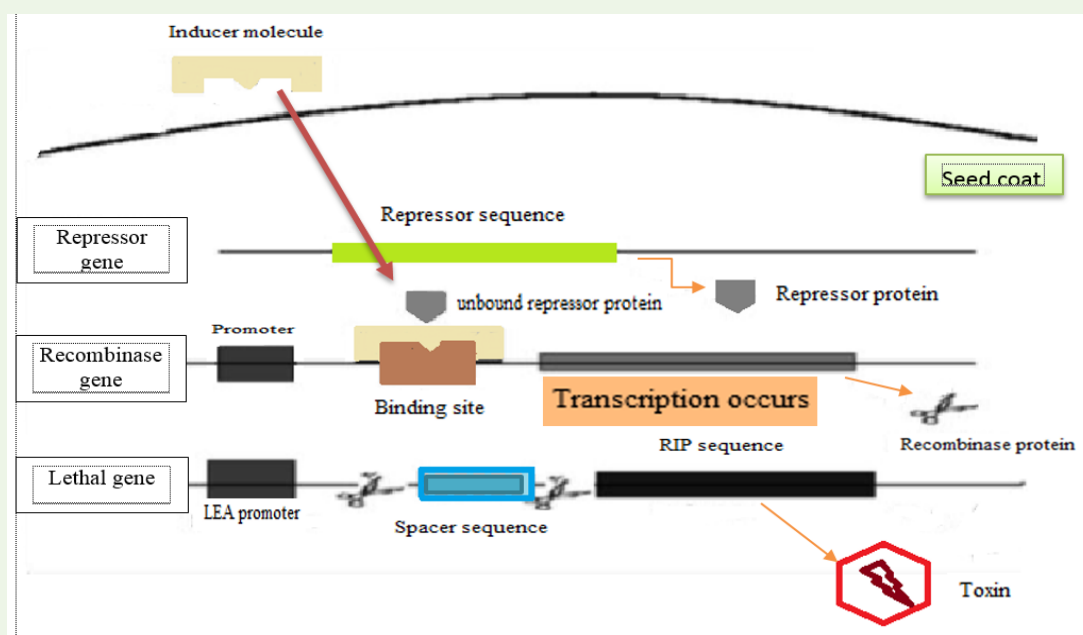 Inducer molecule
Seed coat
Repressor sequence
Repressor
gene
unbound repressor protein
Repressor protein
Promoter
Recombinase
gene
Transcription occurs
Binding site
RIP sequence
Recombinase protein
Lethal gene
LEA promoter
Spacer sequence
Toxin